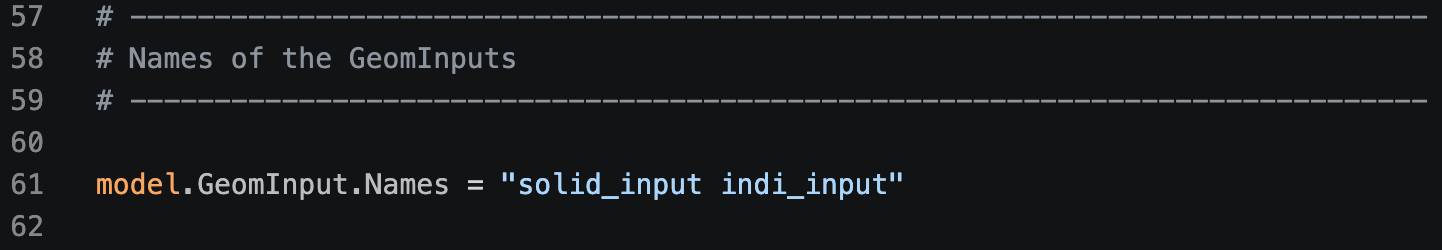 57 # -----------------------------------------------------------------------------
58 # Names of the GeomInputs
59 # -----------------------------------------------------------------------------
60
61 model.GeomInput.Names = "solid_input indi_input"
62